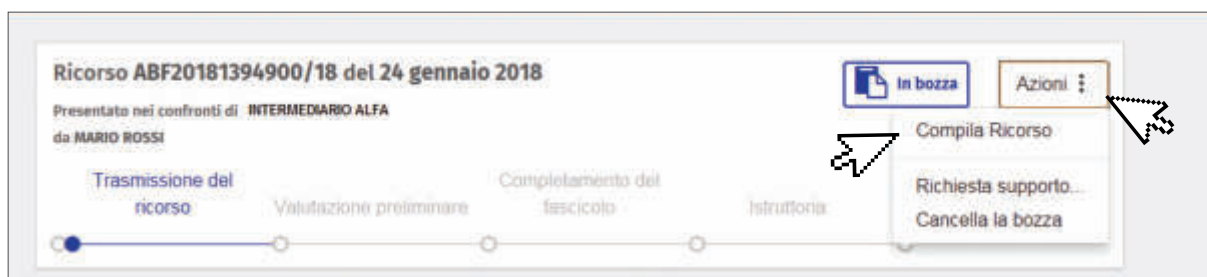 Ricorso ABF20181394900/18 del 24 gennaio 2018
In bozza
Azioni
Presentato nei confronti di INTERMEDIARIO ALFA
da MARIO ROSSI
Compila Ricorso
Richiesta supporto...
Cancella la bozza
Trasmissione del
ricorso
Valutazione preliminare
Completamento del
fascicolo
Istruttoria